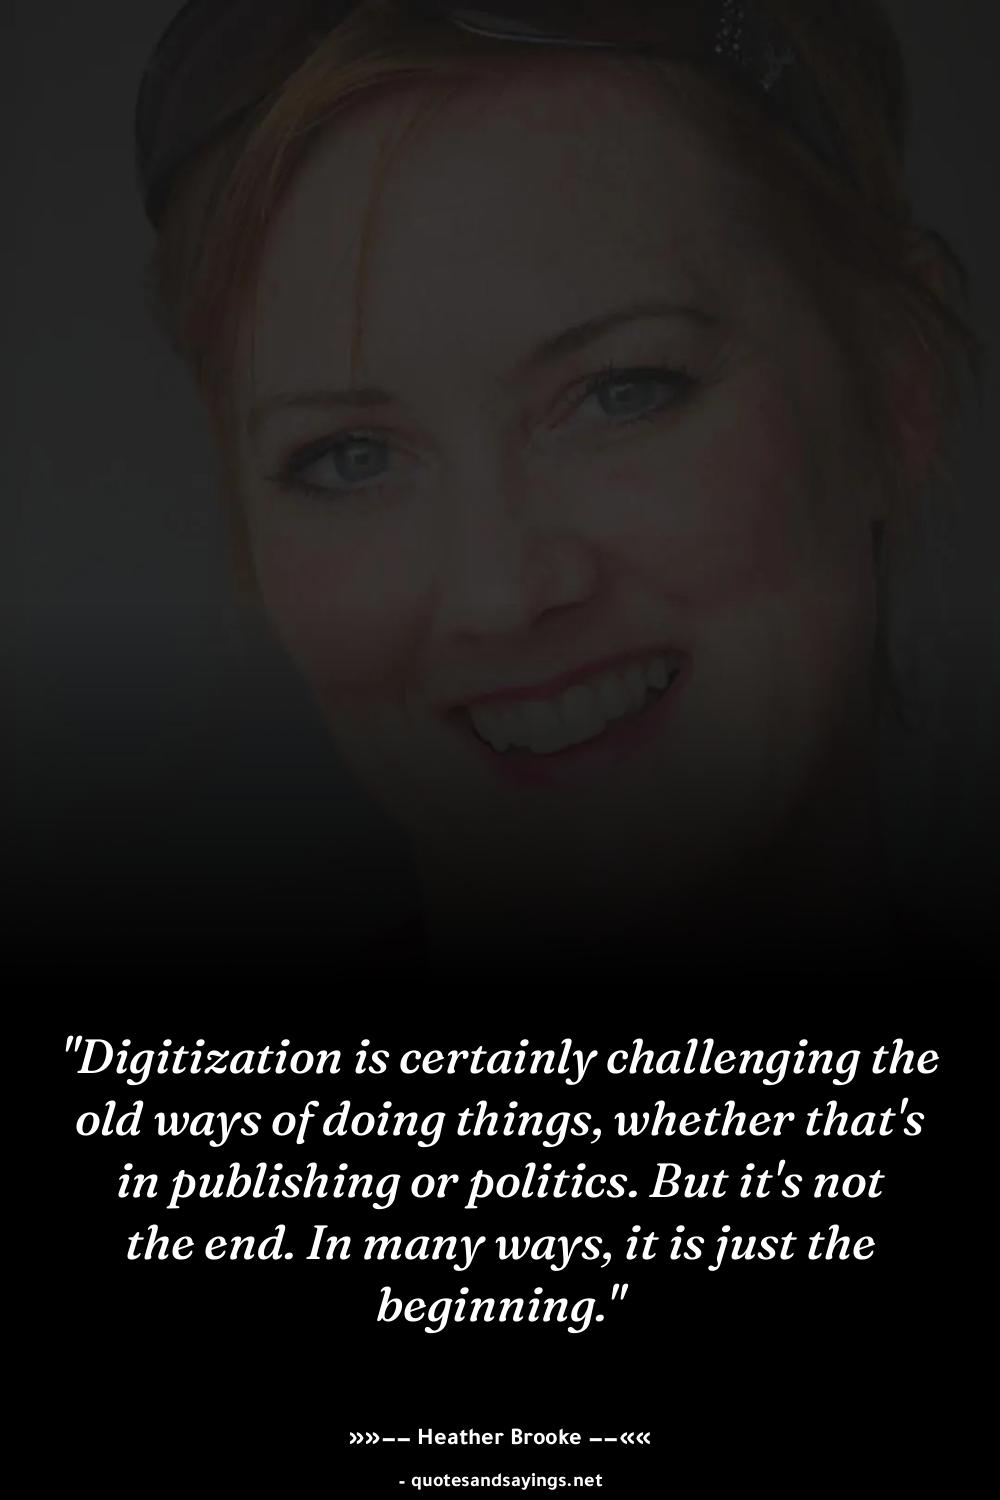 "Digitization is certainly challenging the
old ways of doing things, whether that's
in publishing or politics. But it's not
the end. In many ways, it is just the
beginning."
»»–– Heather Brooke ––««
- quotesandsayings.net